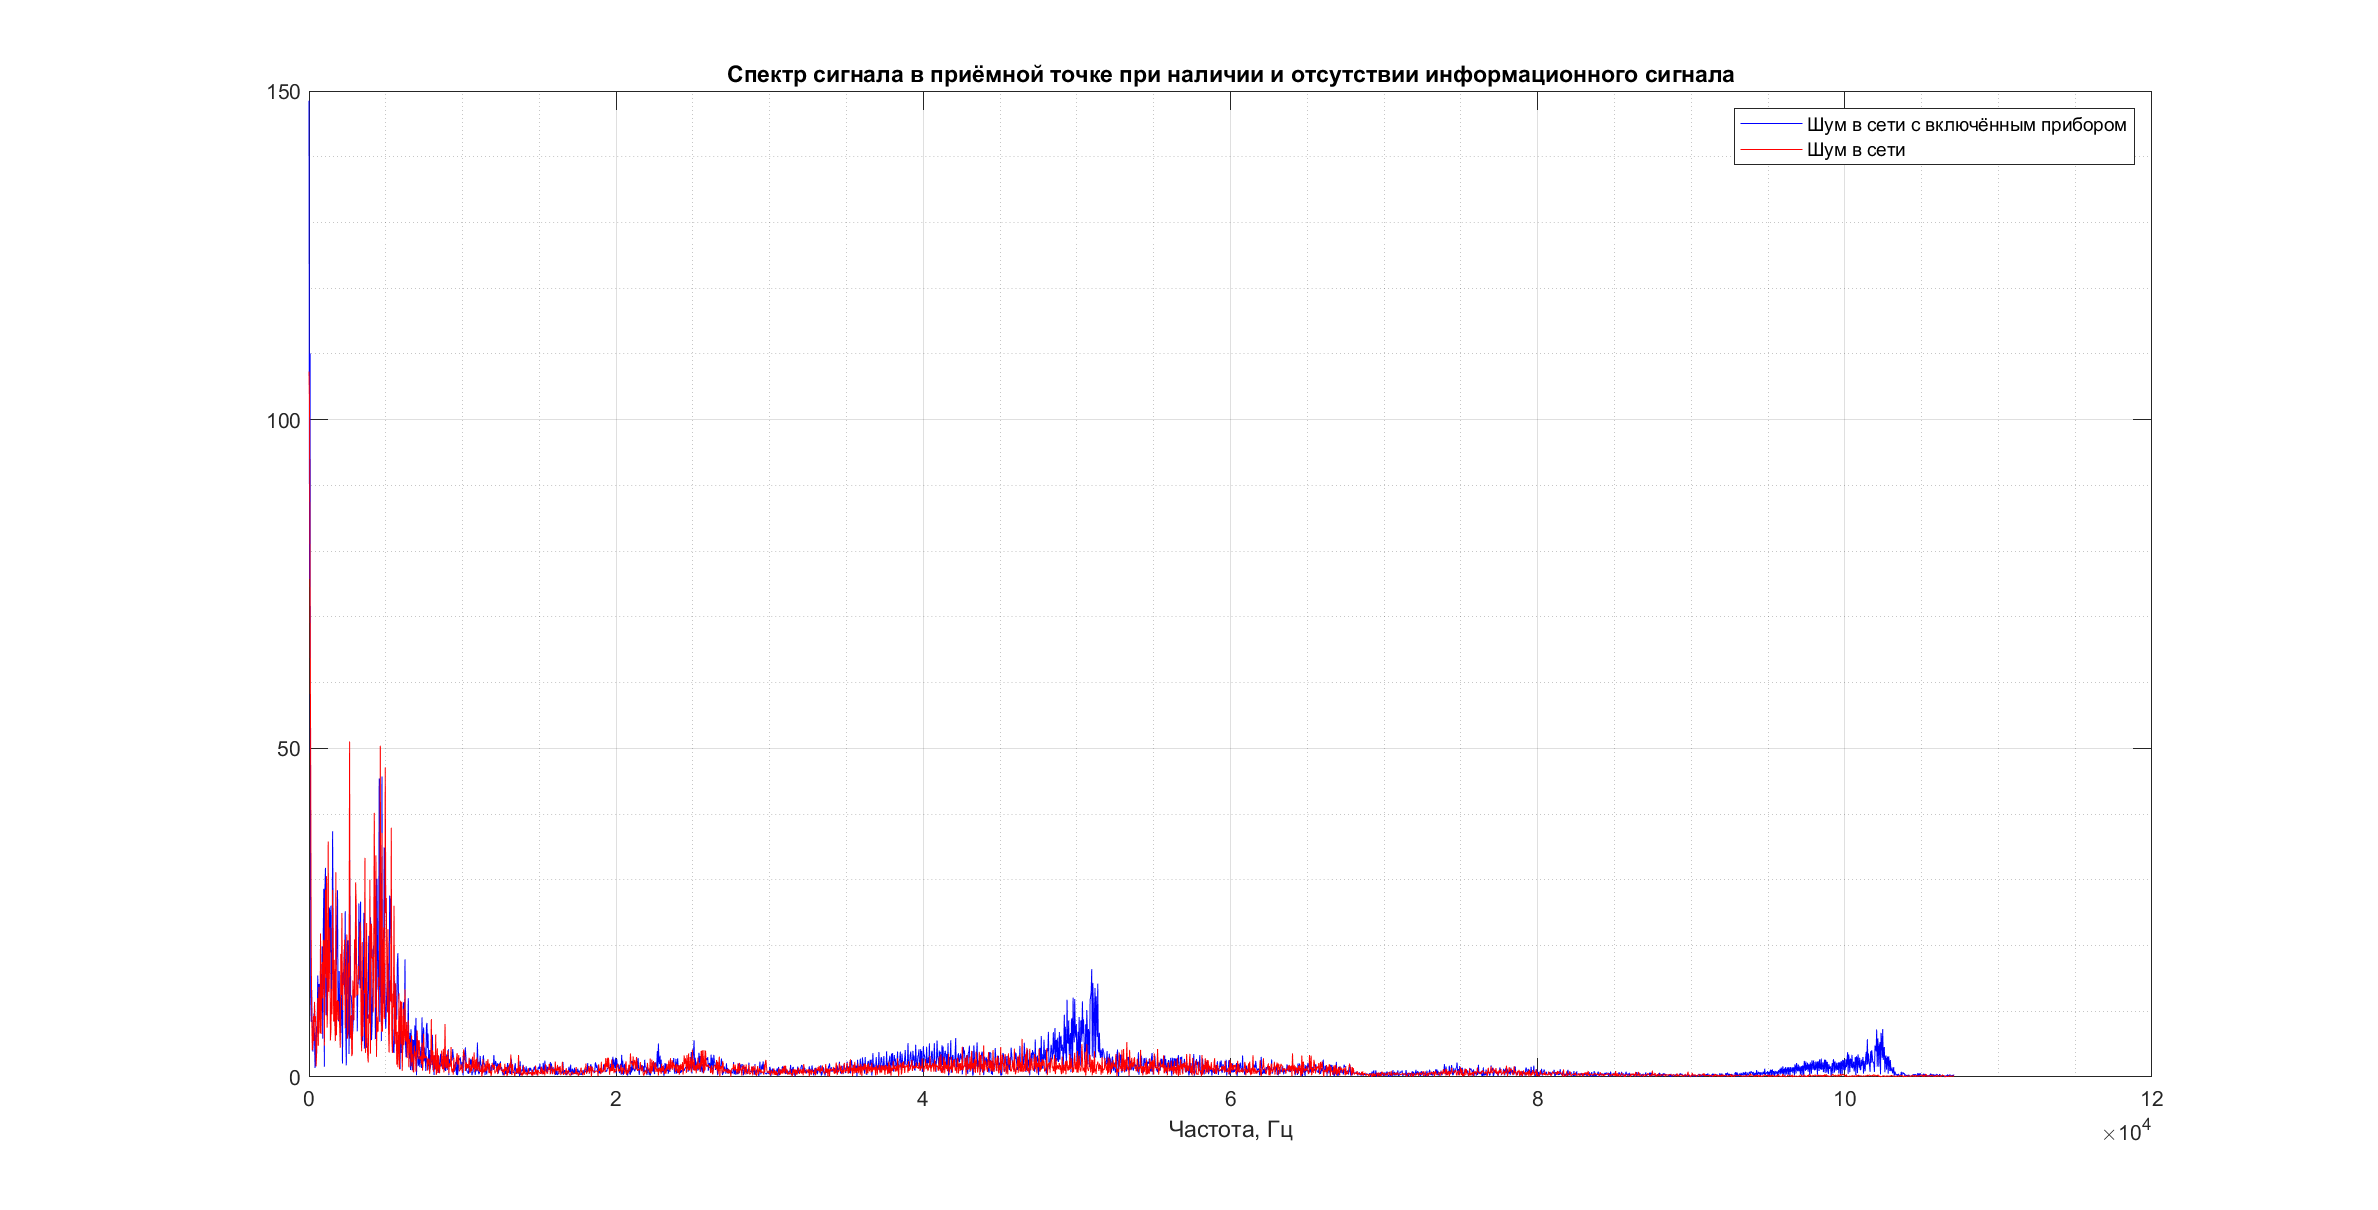 Спектр сигнала в приёмной точке при наличии и отсутствии информационного сигнала
150
Шум в сети с включённым прибором
Шум в сети
100
50
0
0 2 4 6 8 10 12
Частота, Гц
×10⁴